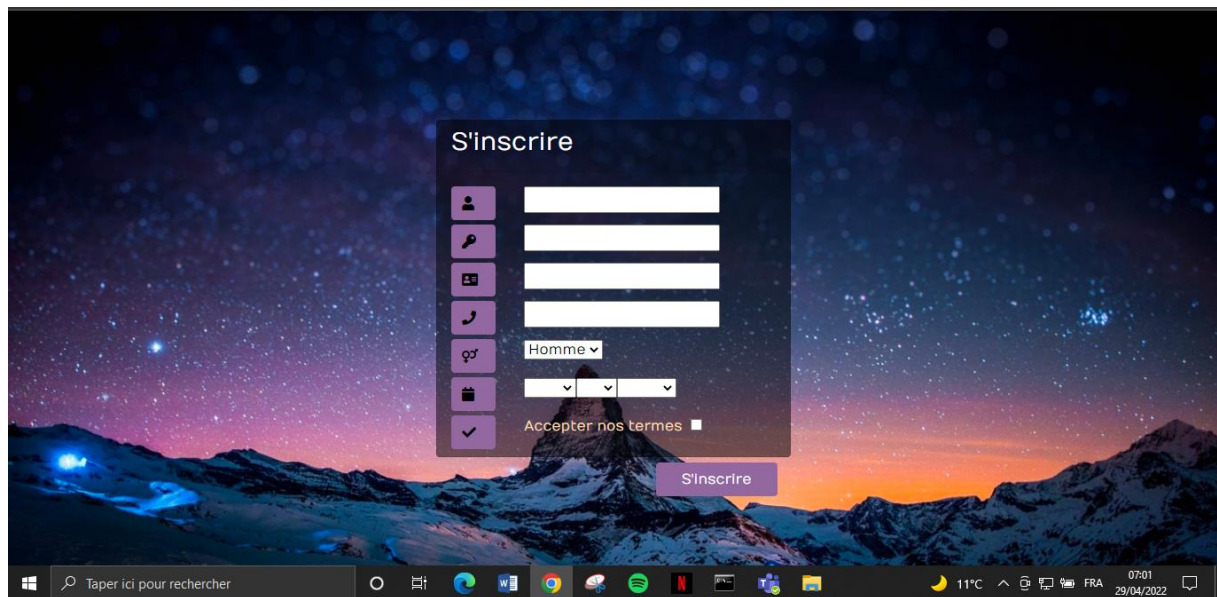 S'inscrire
Homme
Accepter nos termes
S'inscrire
Taper ici pour rechercher
11°C
FRA
07:01
29/04/2022